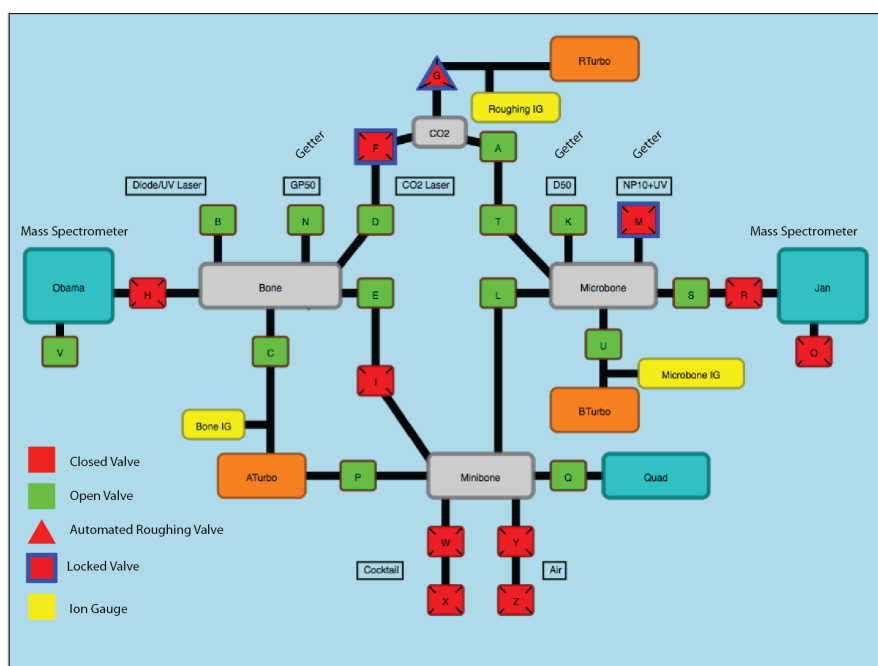 RTurbo
G
Roughing IG
CO2
F
A
Getter
Getter
Getter
Diode/UV Laser
GP50
CO2 Laser
D50
NP10+UV
B
N
D
T
K
M
Mass Spectrometer
Mass Spectrometer
Obama
H
Bone
E
L
Microbone
S
R
Jan
V
C
U
O
I
Microbone IG
BTurbo
Bone IG
Closed Valve
ATurbo
P
Minibone
Q
Quad
Open Valve
Automated Roughing Valve
W
Y
Locked Valve
Cocktail
Air
X
Z
Ion Gauge